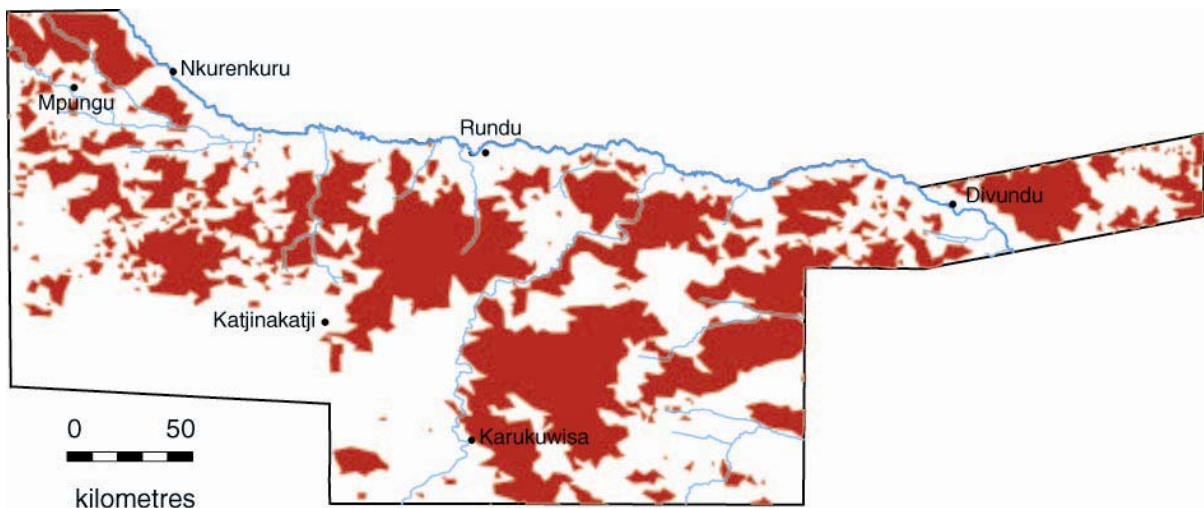 Nkurenkuru
Mpungu
Rundu
Divundu
Katjinakatji
Karukuwisa
0 50
kilometres